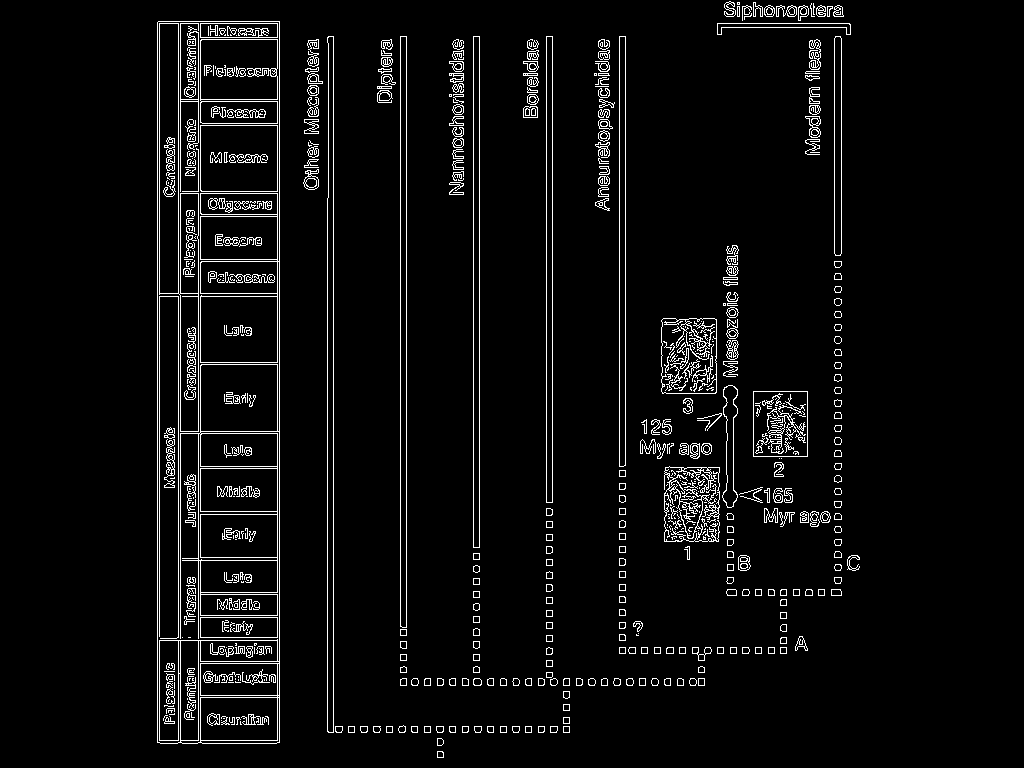 Siphonoptera
Holocene
Pleistocene
Pliocene
Miocene
Oligocene
Eocene
Paleocene
Late
Early
Late
Middle
Early
Late
Middle
Early
Lopingian
Guadalupian
Cisuralian
Quaternary
Neogene
Paleogene
Cretaceous
Jurassic
Triassic
Permian
Cenozoic
Mesozoic
Paleozoic
Other Mecoptera
Diptera
Nannochoristidae
Boreidae
Aneuretopsychidae
Mesozoic fleas
Modern fleas
3
125
Myr ago
2
165
Myr ago
1
B
C
?
A